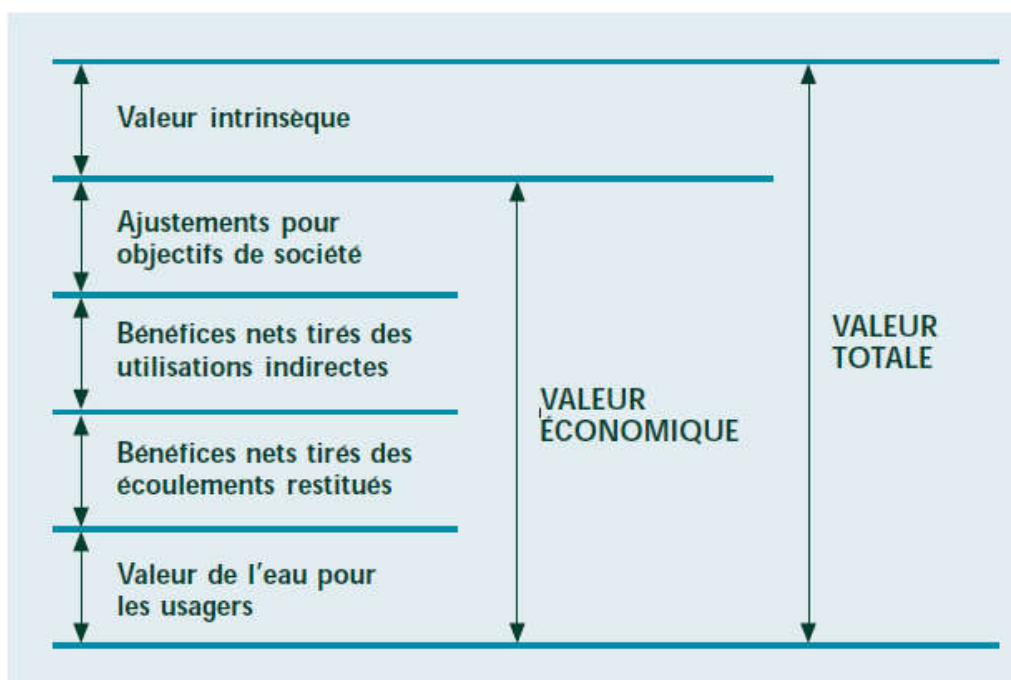 Valeur intrinsèque
Ajustements pour
objectifs de société
Bénéfices nets tirés des
utilisations indirectes
Bénéfices nets tirés des
écoulements restitués
Valeur de l'eau pour
les usagers
VALEUR
ÉCONOMIQUE
VALEUR
TOTALE